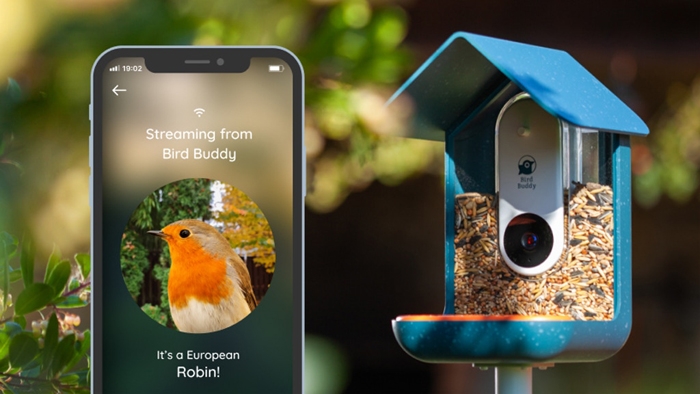 19:02
Streaming from
Bird Buddy
It's a European
Robin!
Bird
Buddy